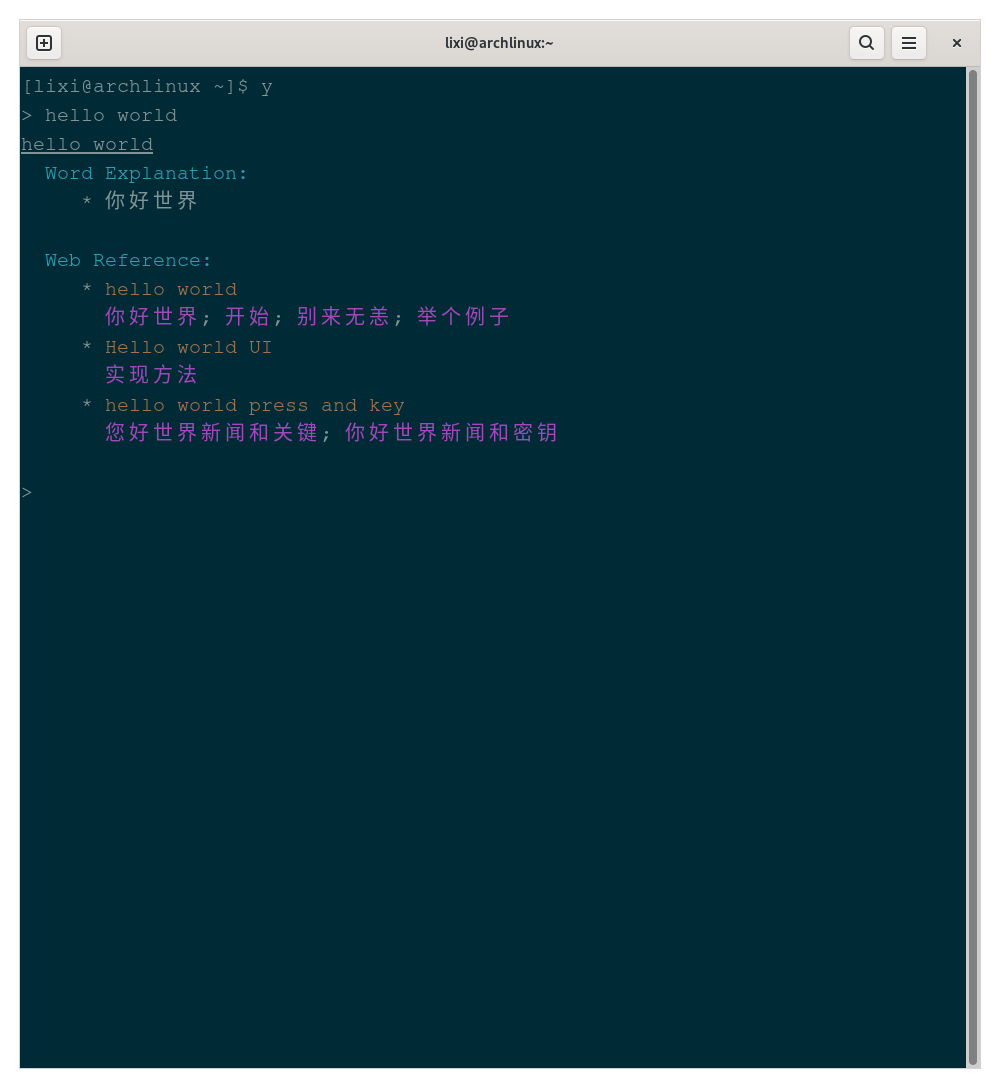 lixi@archlinux:~
[lixi@archlinux ~]$ y
> hello world
hello world
Word Explanation:
* 你好世界
Web Reference:
* hello world
你好世界; 开始; 别来无恙; 举个例子
* Hello world UI
实现方法
* hello world press and key
您好世界新闻和关键; 你好世界新闻和密钥
>